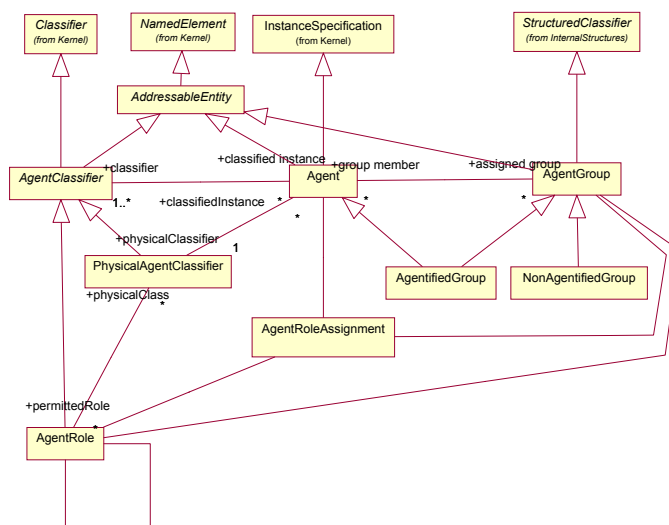 Classifier
(from Kernel)
NamedElement
(from Kernel)
InstanceSpecification
(from Kernel)
StructuredClassifier
(from InternalStructures)
AddressableEntity
+classifier
+classified instance
+group member
+assigned group
AgentClassifier
Agent
AgentGroup
1..*
+classifiedInstance
*
*
*
*
+physicalClassifier
1
PhysicalAgentClassifier
AgentifiedGroup
NonAgentifiedGroup
+physicalClass
*
AgentRoleAssignment
+permittedRole
*
AgentRole